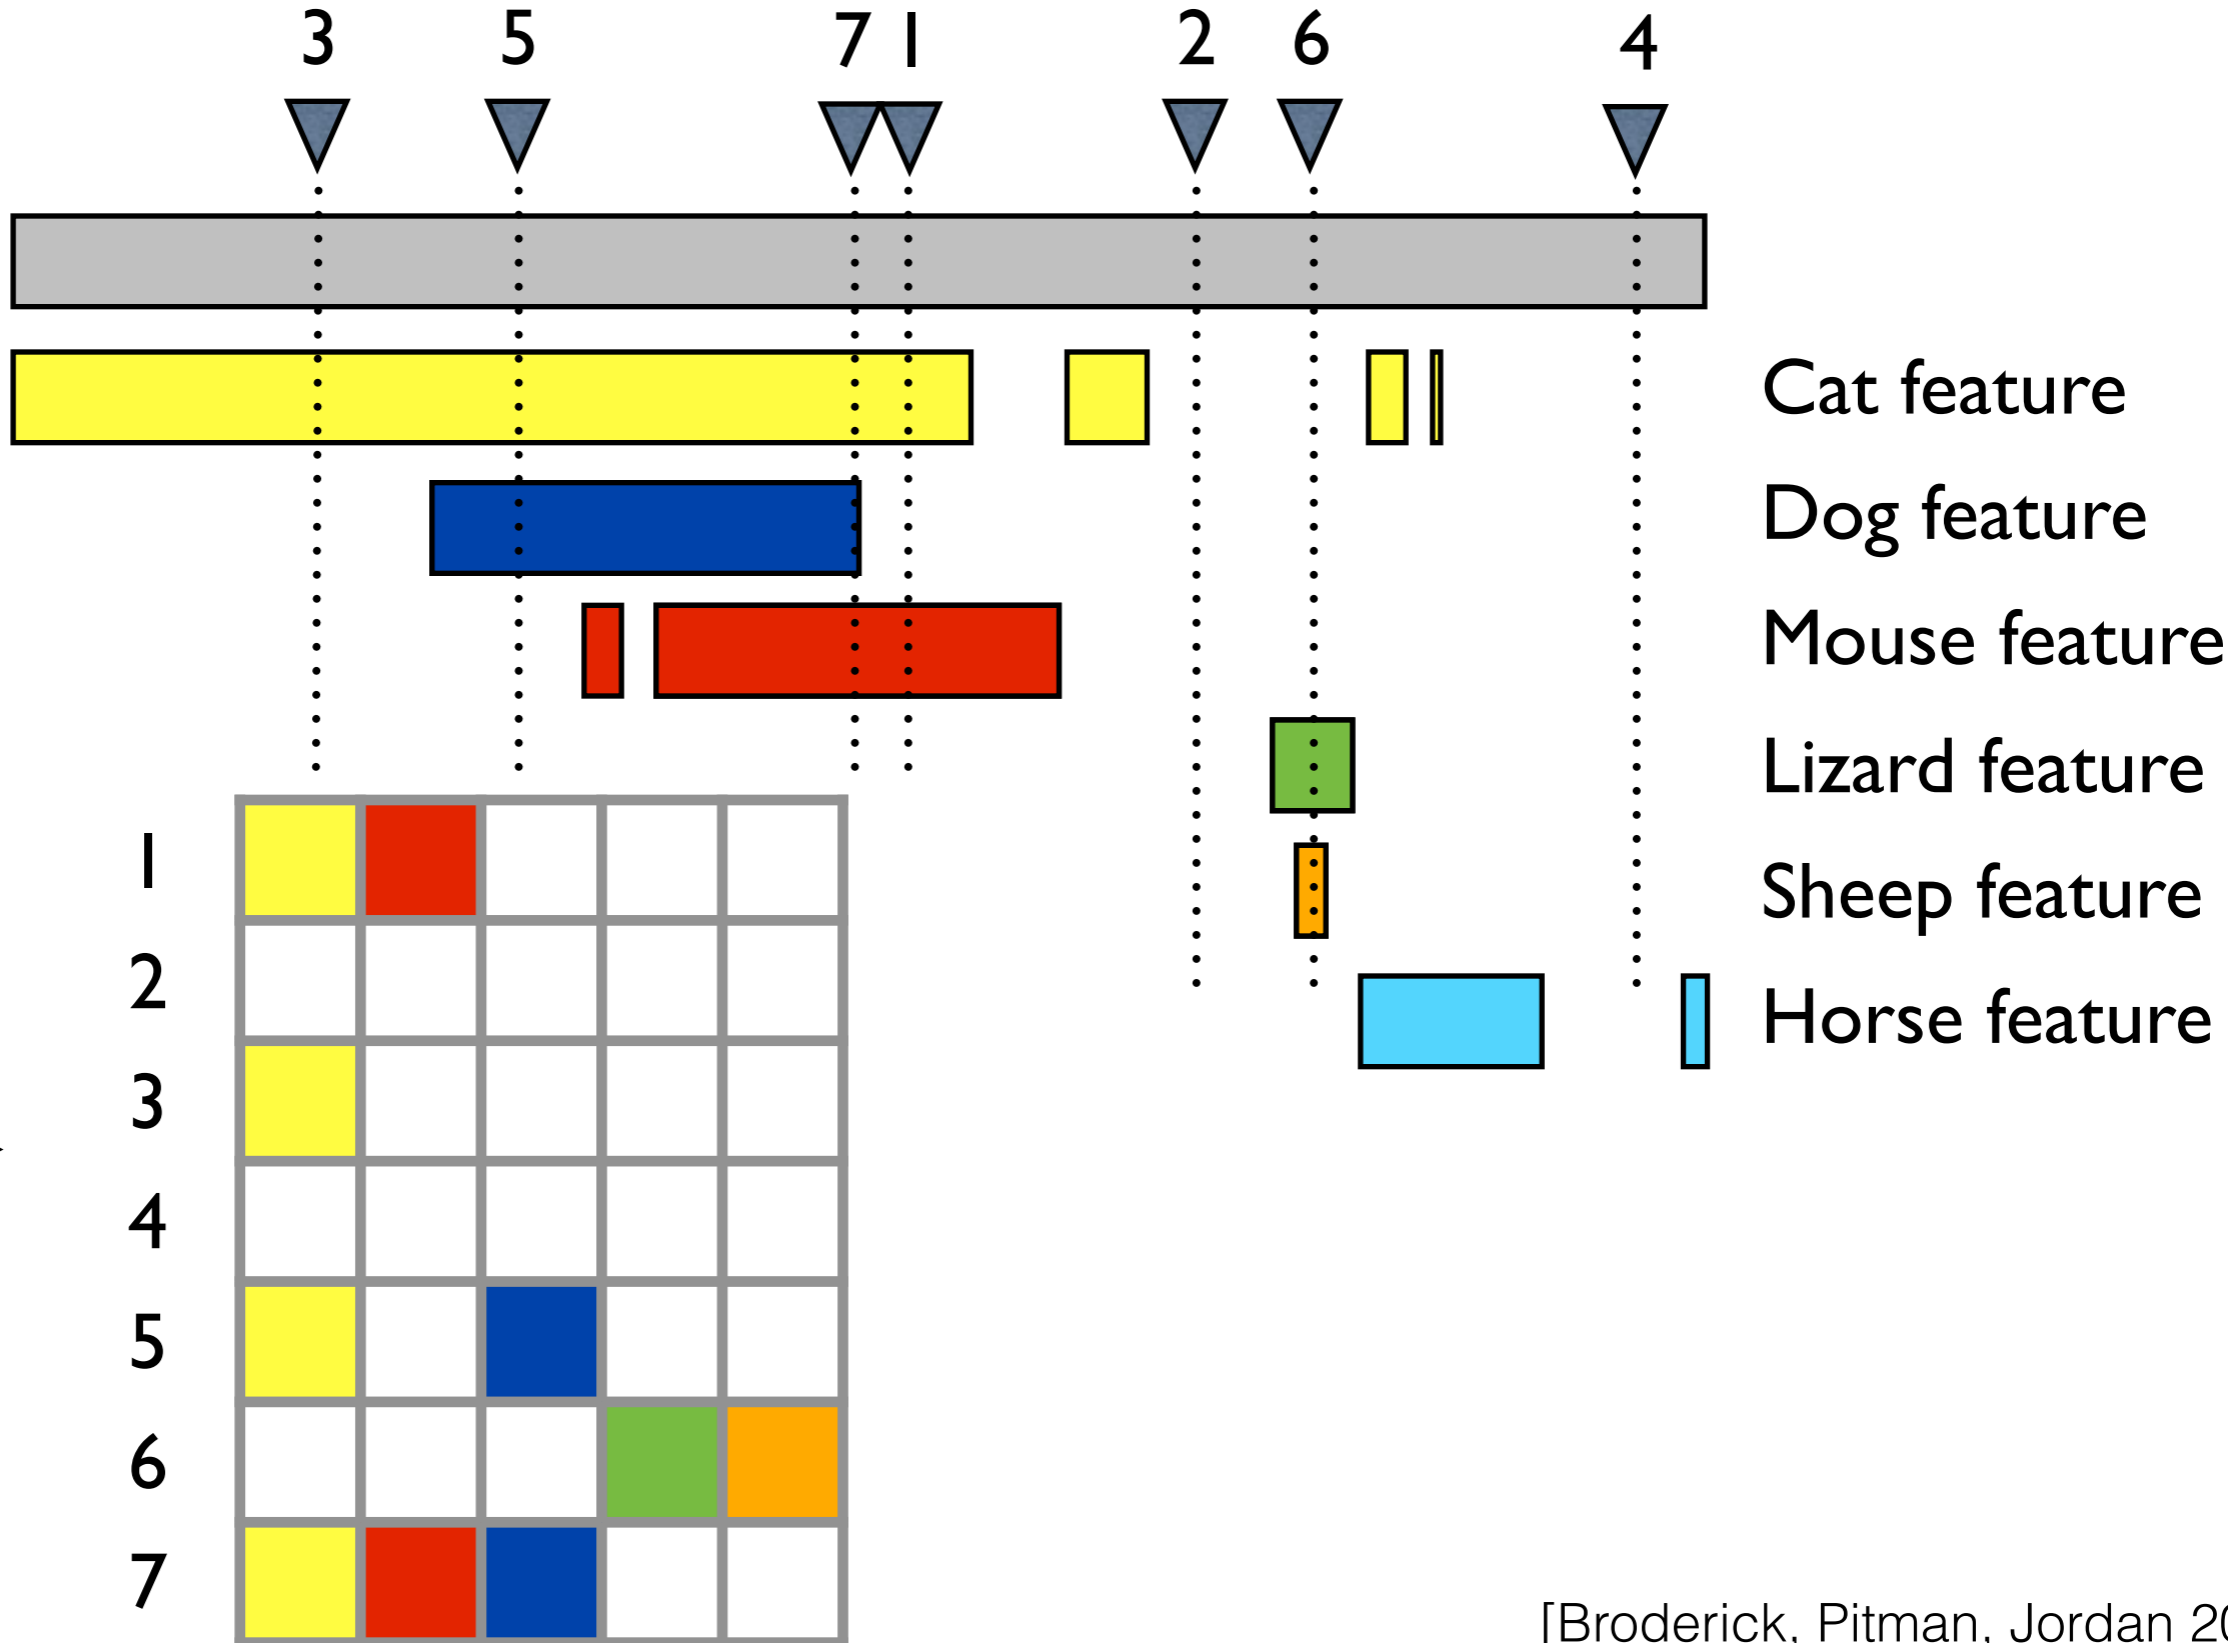 3 5 7 1 2 6 4
Cat feature
Dog feature
Mouse feature
Lizard feature
Sheep feature
Horse feature
1
2
3
4
5
6
7
[Broderick, Pitman, Jordan